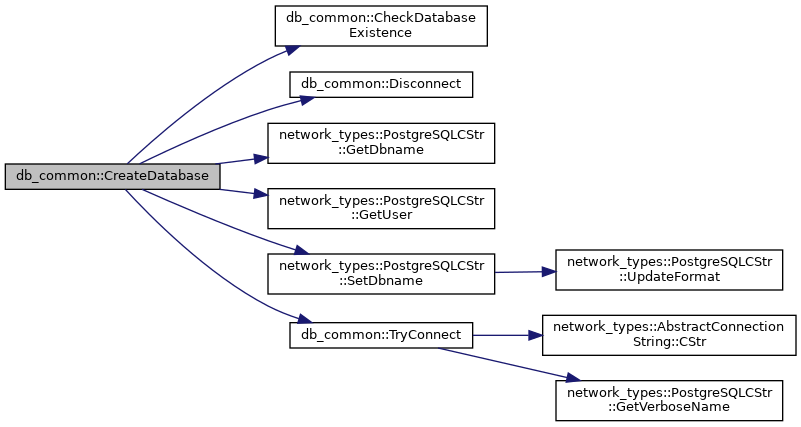 db_common::CheckDatabase
Existence
db_common::Disconnect
network_types::PostgreSQLCStr
::GetDbname
db_common::CreateDatabase
network_types::PostgreSQLCStr
::GetUser
network_types::PostgreSQLCStr
::SetDbname
network_types::PostgreSQLCStr
::UpdateFormat
db_common::TryConnect
network_types::AbstractConnection
String::CStr
network_types::PostgreSQLCStr
::GetVerboseName